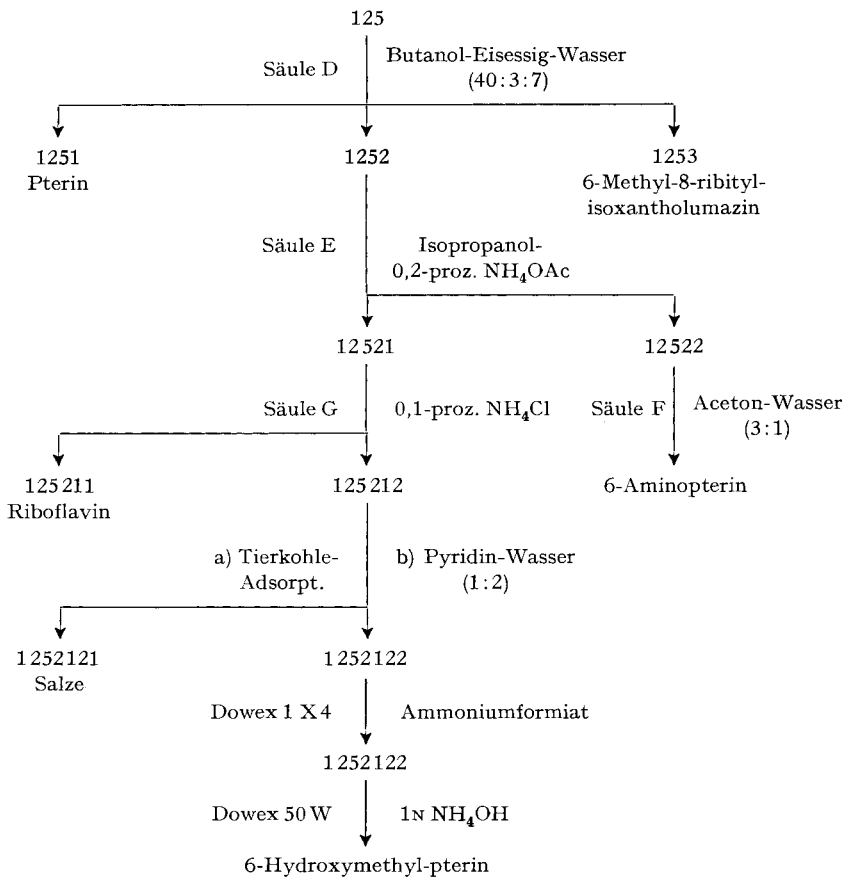 125
Säule D
Butanol-Eisessig-Wasser
(40:3:7)
1251
Pterin
1252
1253
6-Methyl-8-ribityl-
isoxantholumazin
Säule E
Isopropanol-
0,2-proz. NH₄OAc
12521
12522
Säule G
0,1-proz. NH₄Cl
Säule F
Aceton-Wasser
(3:1)
125211
Riboflavin
125212
6-Aminopterin
a) Tierkohle-
Adsorpt.
b) Pyridin-Wasser
(1:2)
1252121
Salze
1252122
Dowex 1 X4
Ammoniumformiat
1252122
Dowex 50W
1N NH₄OH
6-Hydroxymethyl-pterin